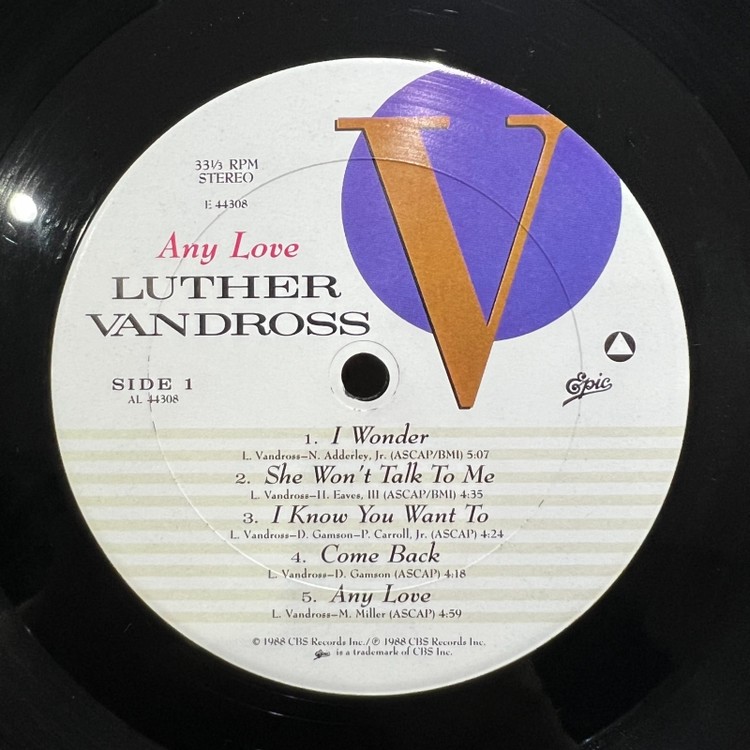 33⅓ RPM
STEREO
E 44308
Any Love
LUTHER
VANDROSS
V
SIDE 1
AL 44308
Epic
1. I Wonder
L. Vandross–N. Adderley, Jr. (ASCAP/BMI) 5:07
2. She Won't Talk To Me
L. Vandross–H. Eaves, III (ASCAP/BMI) 4:35
3. I Know You Want To
L. Vandross–D. Gamson–P. Carroll, Jr. (ASCAP) 4:24
4. Come Back
L. Vandross–D. Gamson (ASCAP) 4:18
5. Any Love
L. Vandross–M. Miller (ASCAP) 4:59
© 1988 CBS Records Inc./℗ 1988 CBS Records Inc.
Epic is a trademark of CBS Inc.